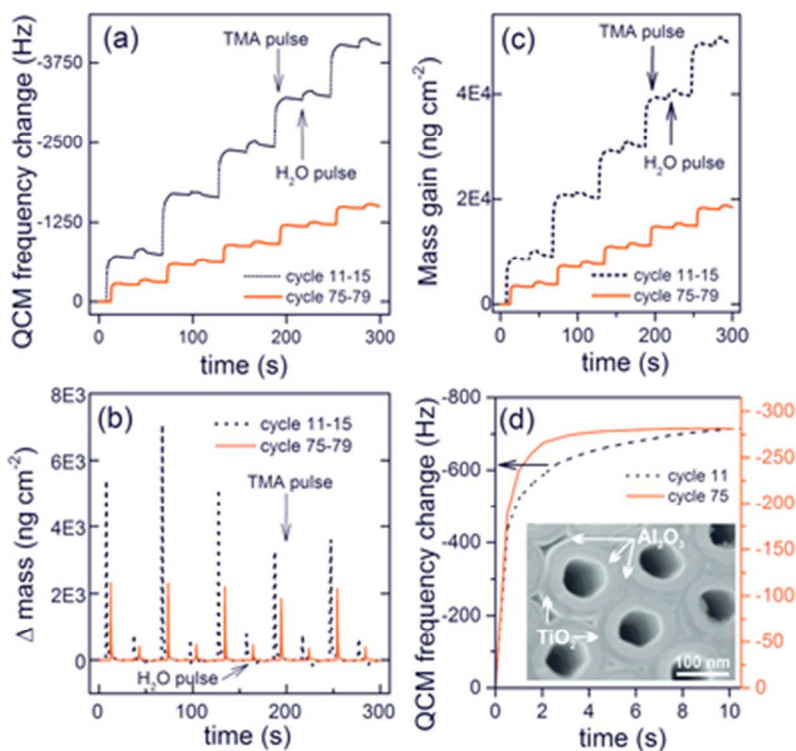 (a)
QCM frequency change (Hz)
-3750
-2500
-1250
0
TMA pulse
H₂O pulse
cycle 11-15
cycle 75-79
0
100
200
300
time (s)
(c)
Mass gain (ng cm⁻²)
4E4
2E4
0
TMA pulse
H₂O pulse
cycle 11-15
cycle 75-79
0
100
200
300
time (s)
(b)
Δ mass (ng cm⁻²)
8E3
6E3
4E3
2E3
0
cycle 11-15
cycle 75-79
TMA pulse
H₂O pulse
0
100
200
300
time (s)
(d)
QCM frequency change (Hz)
-800
-600
-400
-200
0
-300
-250
-200
-150
-100
-50
0
cycle 11
cycle 75
Al₂O₃
TiO₂
100 nm
0
2
4
6
8
10
time (s)